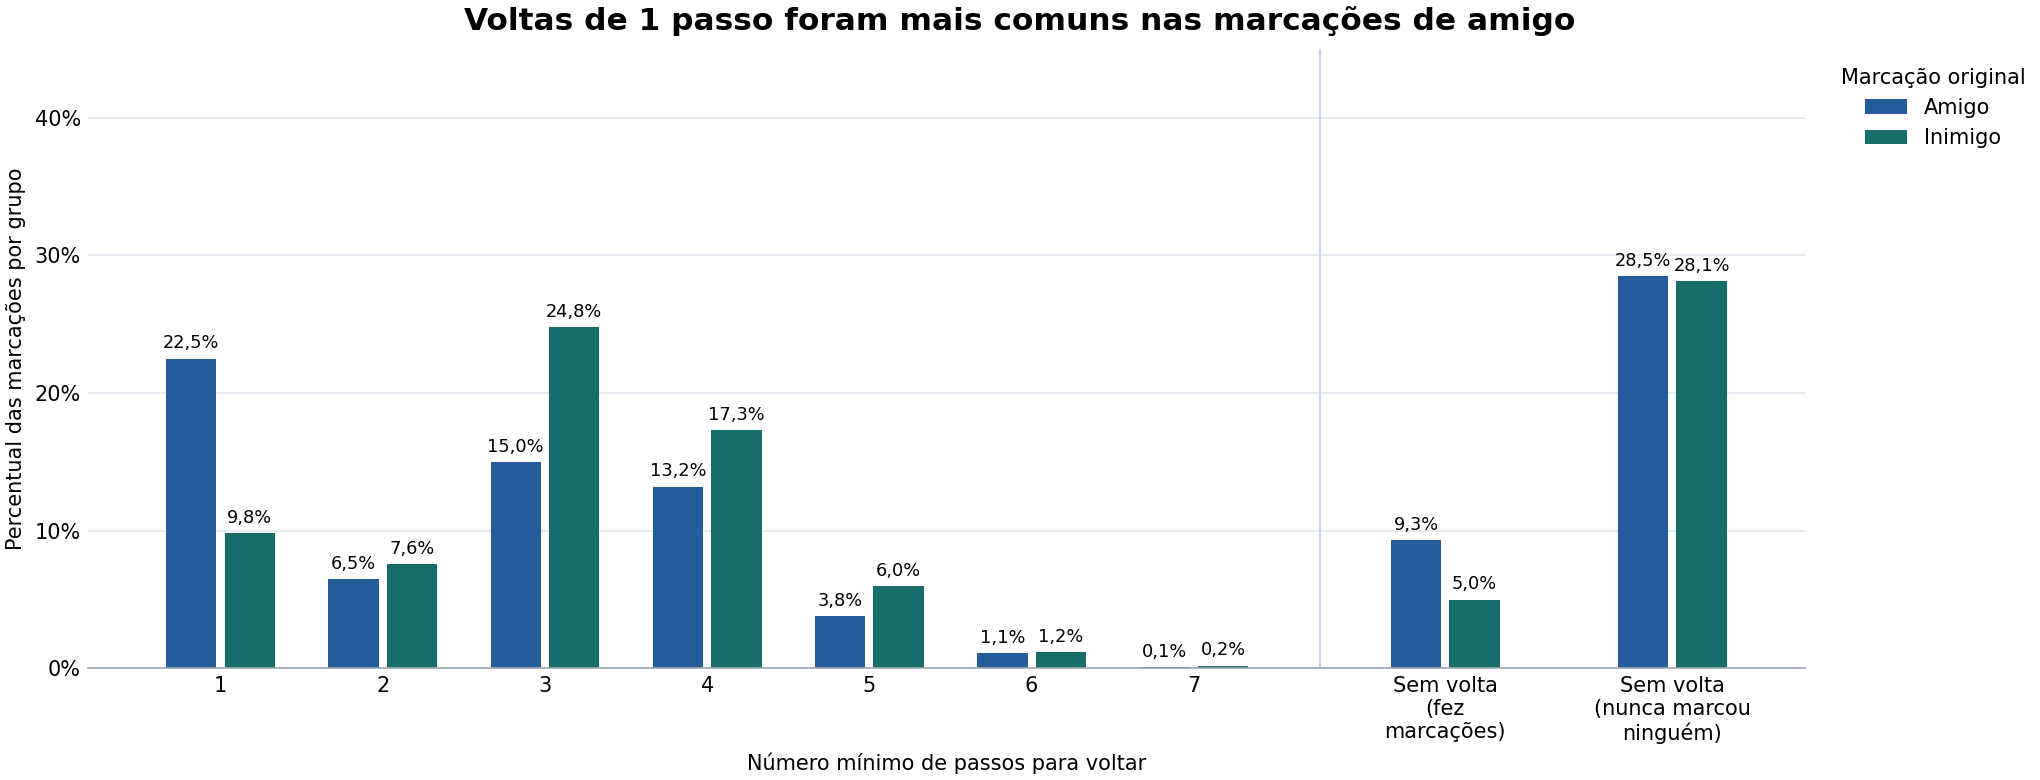 Voltas de 1 passo foram mais comuns nas marcações de amigo
Marcação original
Amigo
Inimigo
Percentual das marcações por grupo
40%
30%
20%
10%
0%
22,5%
9,8%
6,5%
7,6%
15,0%
24,8%
13,2%
17,3%
3,8%
6,0%
1,1%
1,2%
0,1%
0,2%
9,3%
5,0%
28,5%
28,1%
1
2
3
4
5
6
7
Sem volta
(fez
marcações)
Sem volta
(nunca marcou
ninguém)
Número mínimo de passos para voltar